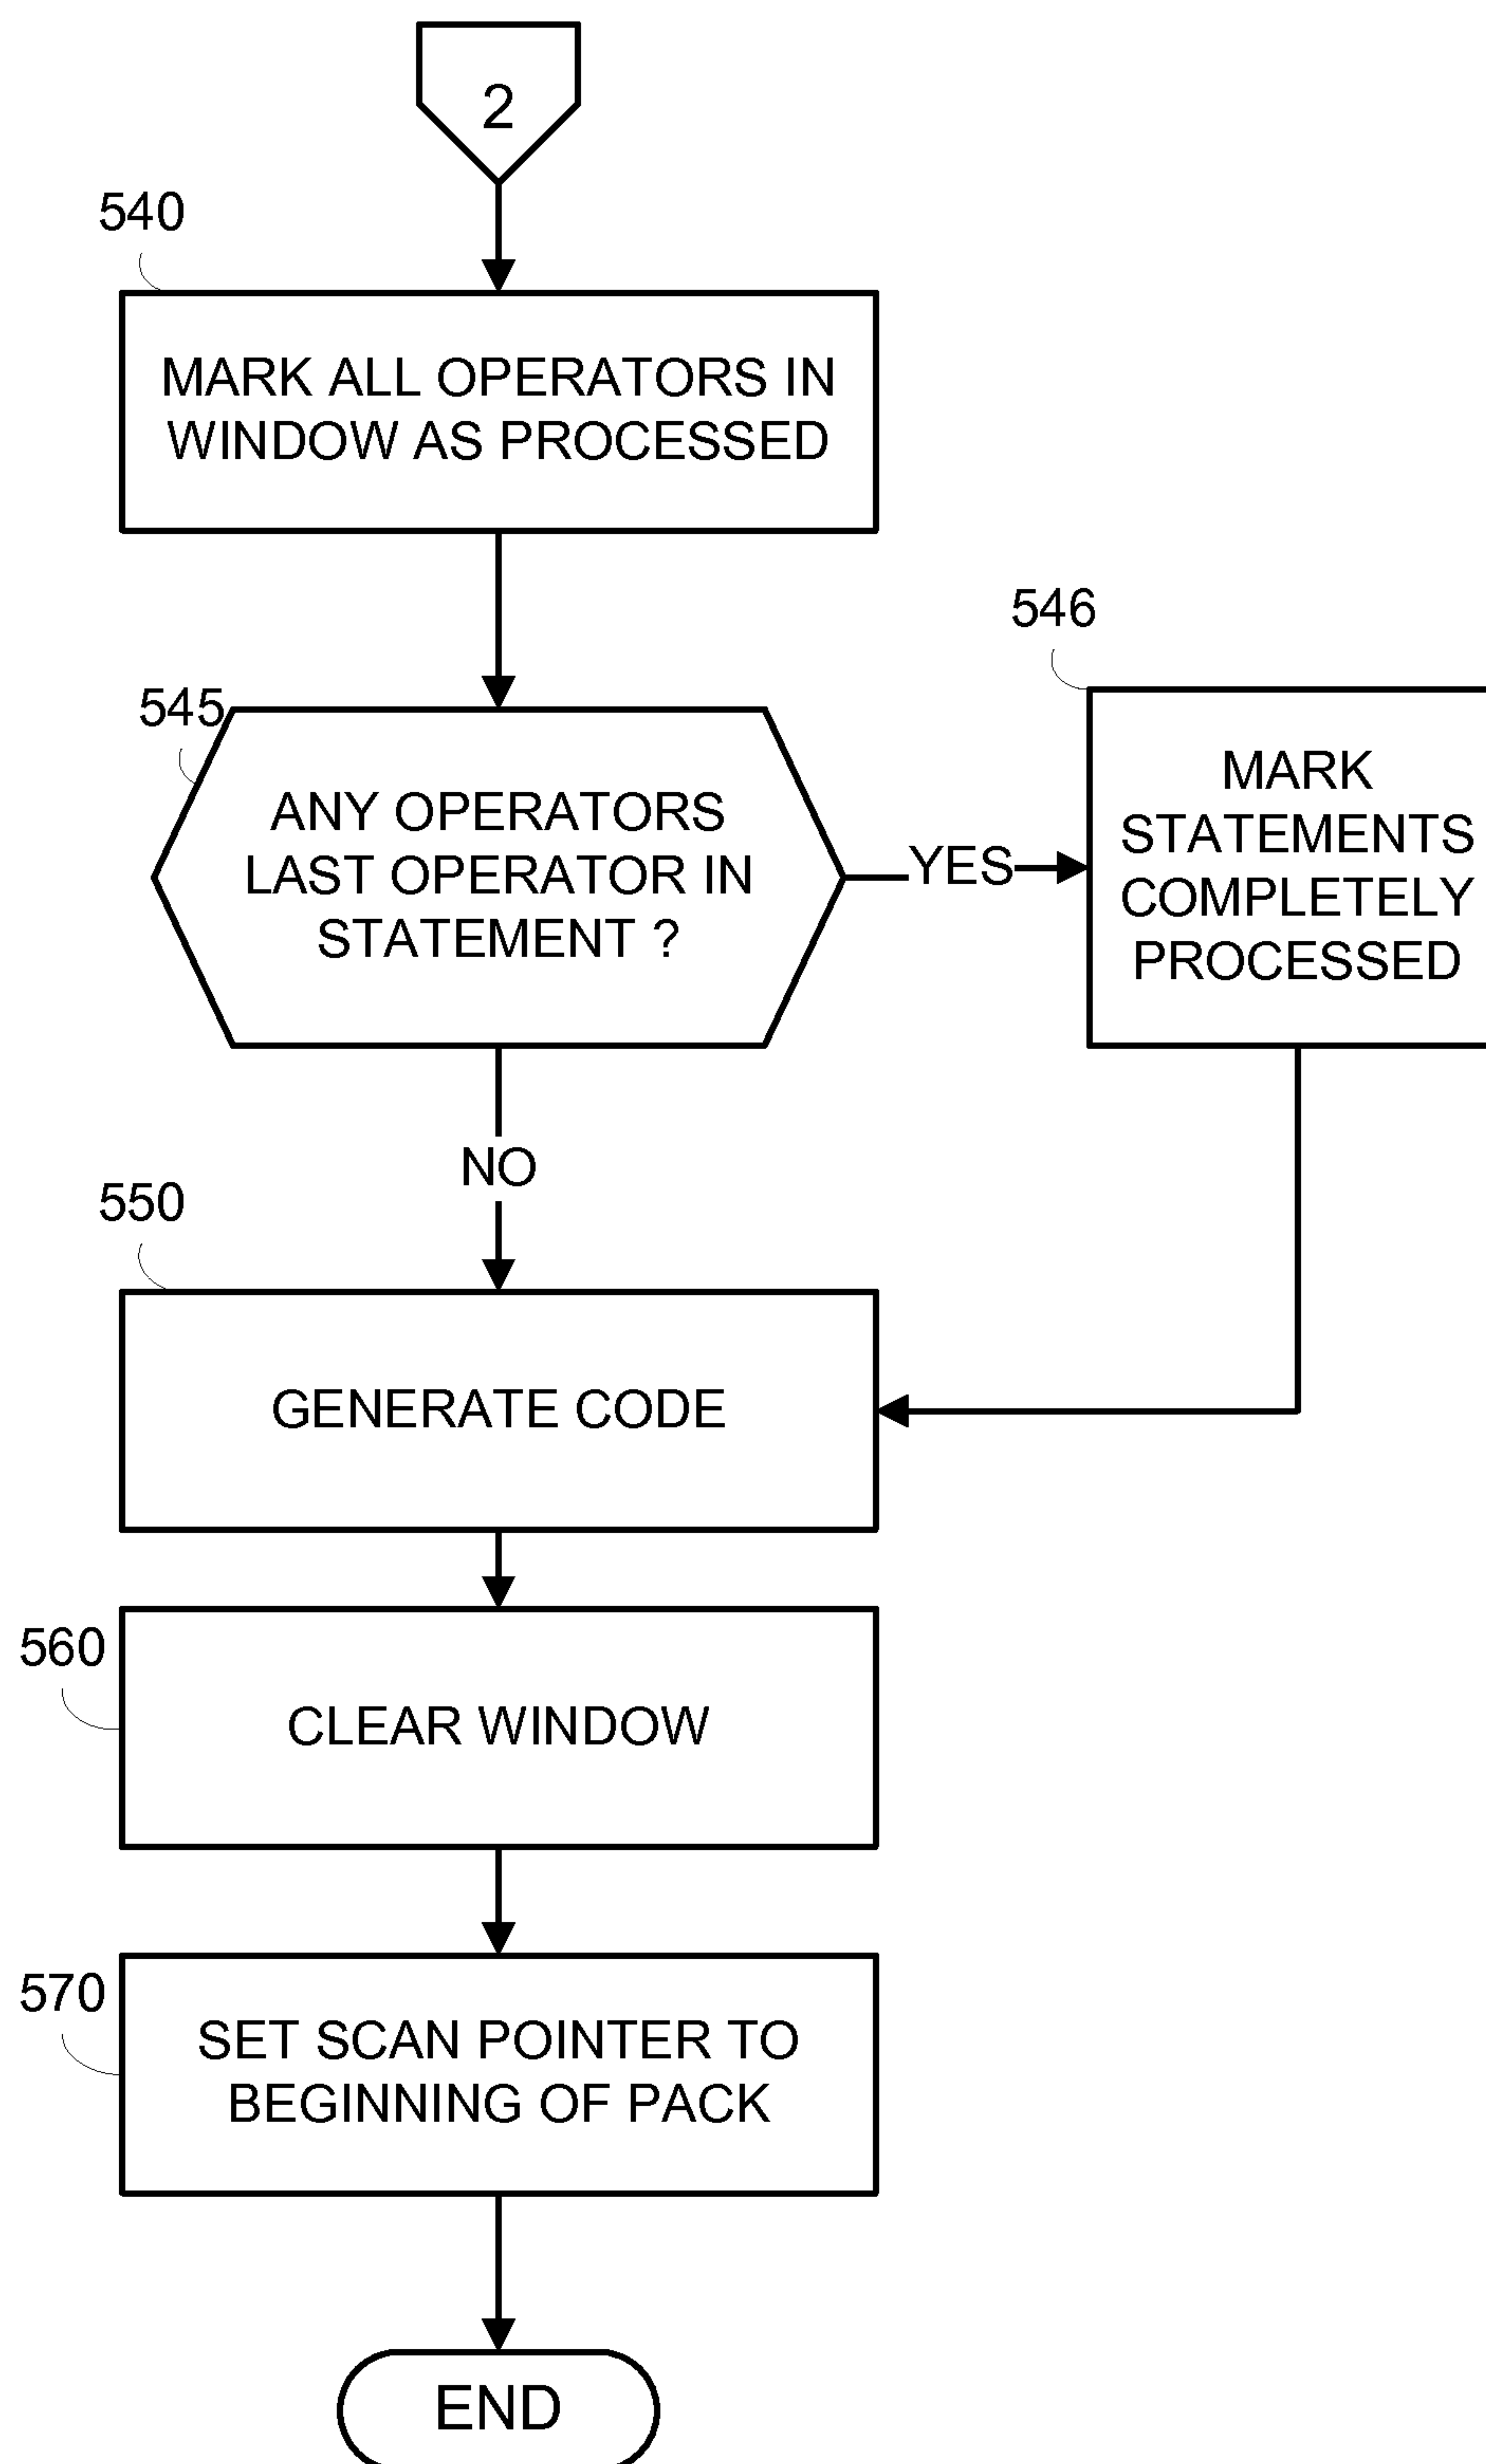 2
540
MARK ALL OPERATORS IN
WINDOW AS PROCESSED
546
545
ANY OPERATORS
LAST OPERATOR IN
STATEMENT ?
YES
MARK
STATEMENTS
COMPLETELY
PROCESSED
NO
550
GENERATE CODE
560
CLEAR WINDOW
570
SET SCAN POINTER TO
BEGINNING OF PACK
END